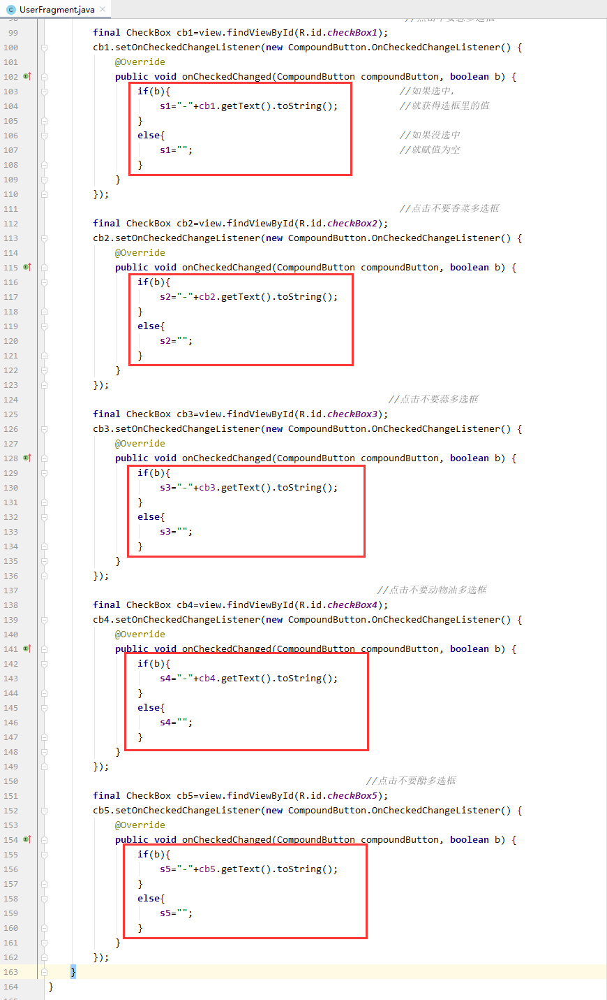 UserFragment.java
99 final CheckBox cb1=view.findViewById(R.id.checkBox1);
100 cb1.setOnCheckedChangeListener(new CompoundButton.OnCheckedChangeListener() {
101 @Override
102 public void onCheckedChanged(CompoundButton compoundButton, boolean b) {
103 if(b){ //如果选中，
104 s1="-"+cb1.getText().toString(); //就获得选框里的值
105 }
106 else{ //如果没选中
107 s1=""; //就赋值为空
108 }
109 }
110 });
111 //点击不要香菜多选框
112 final CheckBox cb2=view.findViewById(R.id.checkBox2);
113 cb2.setOnCheckedChangeListener(new CompoundButton.OnCheckedChangeListener() {
114 @Override
115 public void onCheckedChanged(CompoundButton compoundButton, boolean b) {
116 if(b){
117 s2="-"+cb2.getText().toString();
118 }
119 else{
120 s2="";
121 }
122 }
123 });
124 //点击不要蒜多选框
125 final CheckBox cb3=view.findViewById(R.id.checkBox3);
126 cb3.setOnCheckedChangeListener(new CompoundButton.OnCheckedChangeListener() {
127 @Override
128 public void onCheckedChanged(CompoundButton compoundButton, boolean b) {
129 if(b){
130 s3="-"+cb3.getText().toString();
131 }
132 else{
133 s3="";
134 }
135 }
136 });
137 //点击不要动物油多选框
138 final CheckBox cb4=view.findViewById(R.id.checkBox4);
139 cb4.setOnCheckedChangeListener(new CompoundButton.OnCheckedChangeListener() {
140 @Override
141 public void onCheckedChanged(CompoundButton compoundButton, boolean b) {
142 if(b){
143 s4="-"+cb4.getText().toString();
144 }
145 else{
146 s4="";
147 }
148 }
149 });
150 //点击不要醋多选框
151 final CheckBox cb5=view.findViewById(R.id.checkBox5);
152 cb5.setOnCheckedChangeListener(new CompoundButton.OnCheckedChangeListener() {
153 @Override
154 public void onCheckedChanged(CompoundButton compoundButton, boolean b) {
155 if(b){
156 s5="-"+cb5.getText().toString();
157 }
158 else{
159 s5="";
160 }
161 }
162 });
163 }
164 }